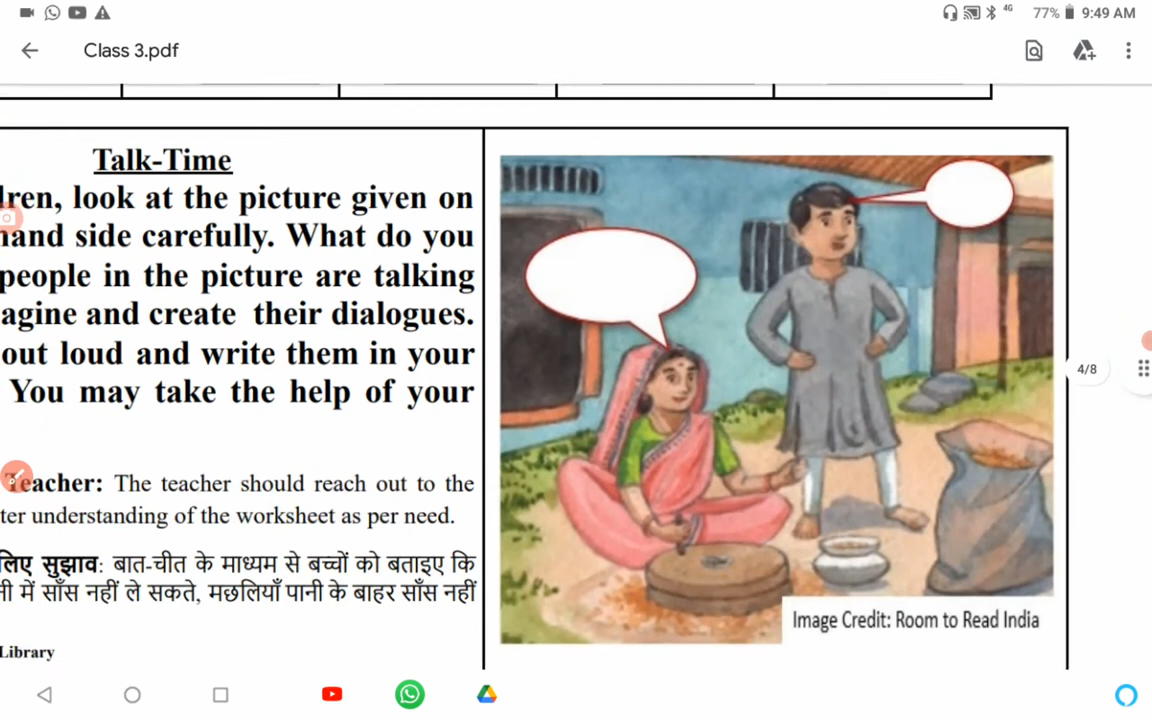 4G 77% 9:49 AM
Class 3.pdf
Talk-Time
dren, look at the picture given on
hand side carefully. What do you
people in the picture are talking
agine and create their dialogues.
out loud and write them in your
You may take the help of your
4/8
Teacher: The teacher should reach out to the
ter understanding of the worksheet as per need.
लिए सुझाव: बात-चीत के माध्यम से बच्चों को बताइए कि
नी में साँस नहीं ले सकते, मछलियाँ पानी के बाहर साँस नहीं
Image Credit: Room to Read India
Library